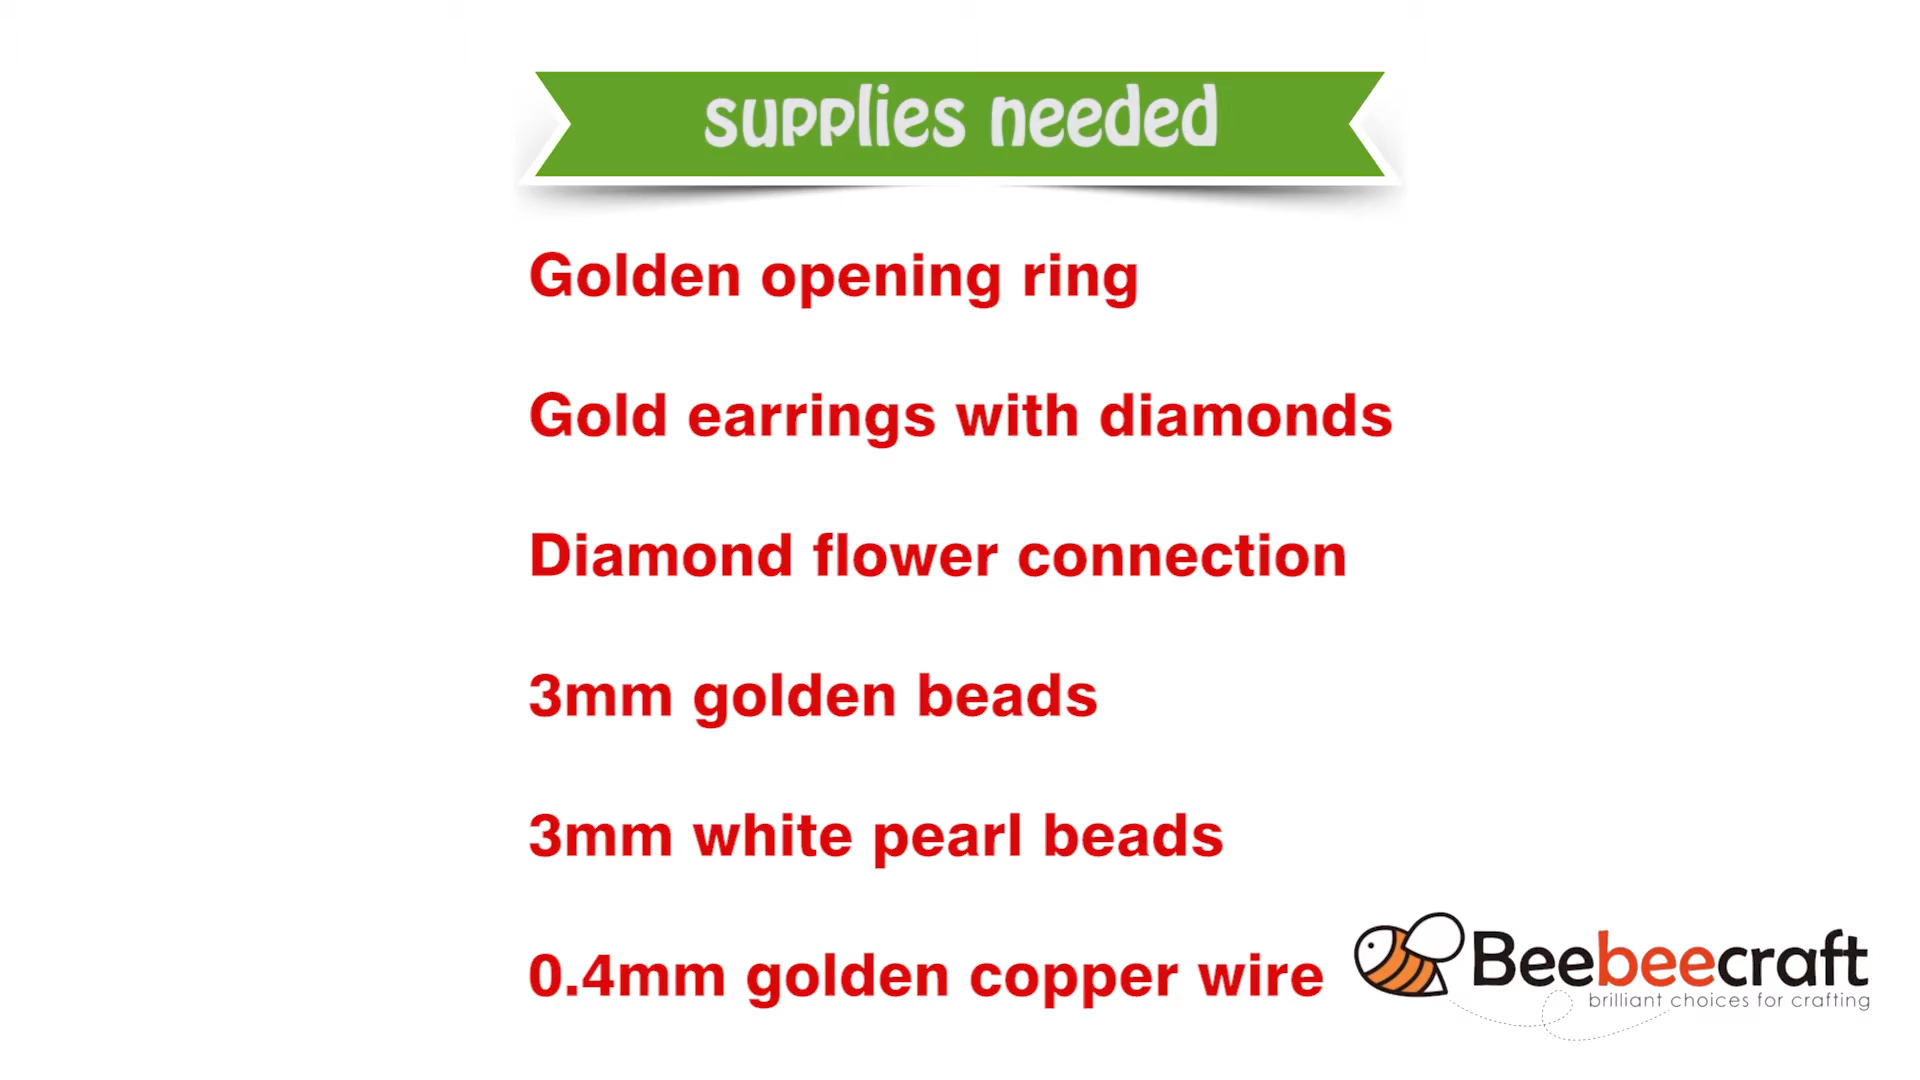 supplies needed
Golden opening ring
Gold earrings with diamonds
Diamond flower connection
3mm golden beads
3mm white pearl beads
0.4mm golden copper wire
Beebeecraft
brilliant choices for crafting